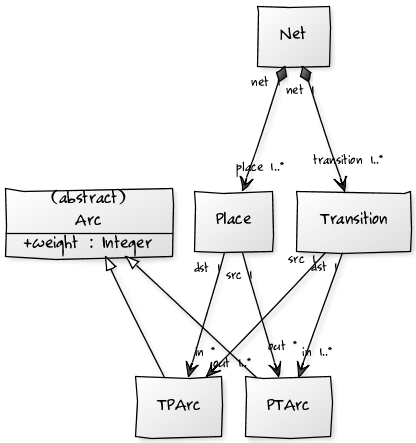 Net
net 1
net 1
place 1..*
transition 1..*
(abstract)
Arc
+weight : Integer
Place
Transition
dst 1
src 1
src 1
dst 1
in *
out 1..*
out *
in 1..*
TPArc
PTArc